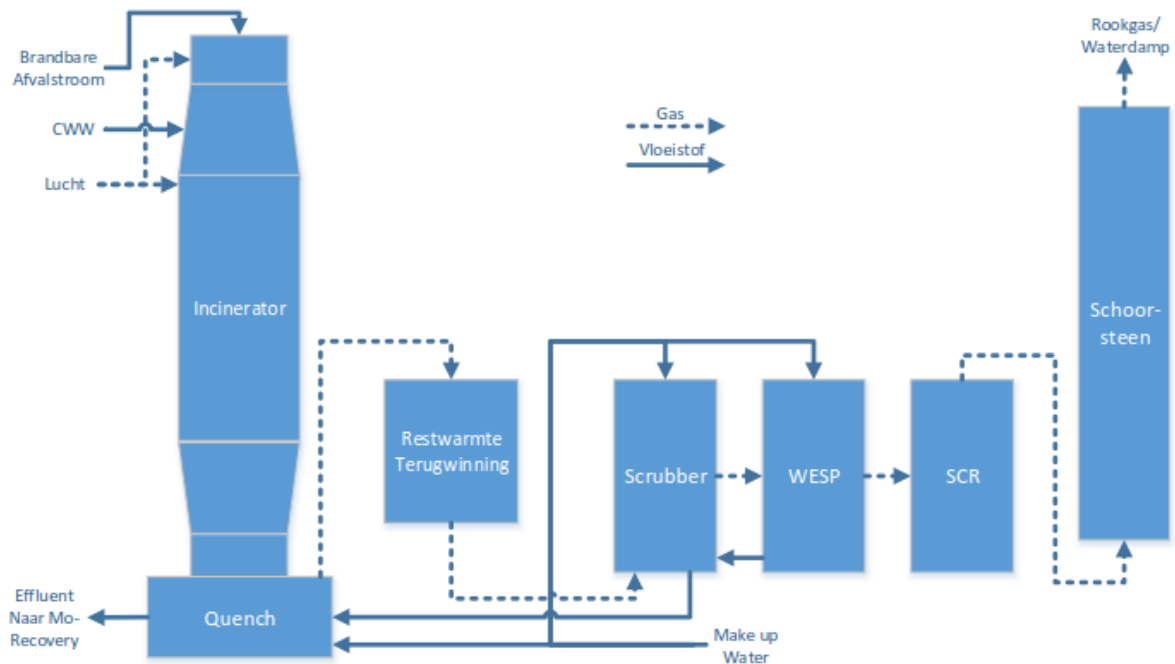 Brandbare
Afvalstroom
CWW
Lucht
Incinerator
Quench
Effluent
Naar Mo-
Recovery
Gas
Vloeistof
Restwarmte
Terugwinning
Scrubber
WESP
SCR
Make up
Water
Rookgas/
Waterdamp
Schoor-
steen